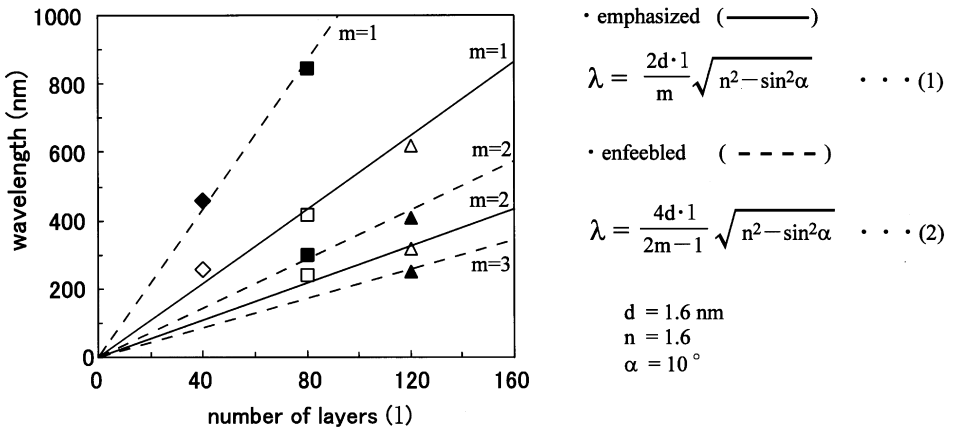 1000
800
600
400
200
0
0 40 80 120 160
wavelength (nm)
number of layers (l)
m=1
m=1
m=2
m=2
m=3
· emphasized (———)
λ = 2d·l/m √n²−sin²α · · · (1)
· enfeebled ( − − − − )
λ = 4d·l/2m−1 √n²−sin²α · · · (2)
d = 1.6 nm
n = 1.6
α = 10°